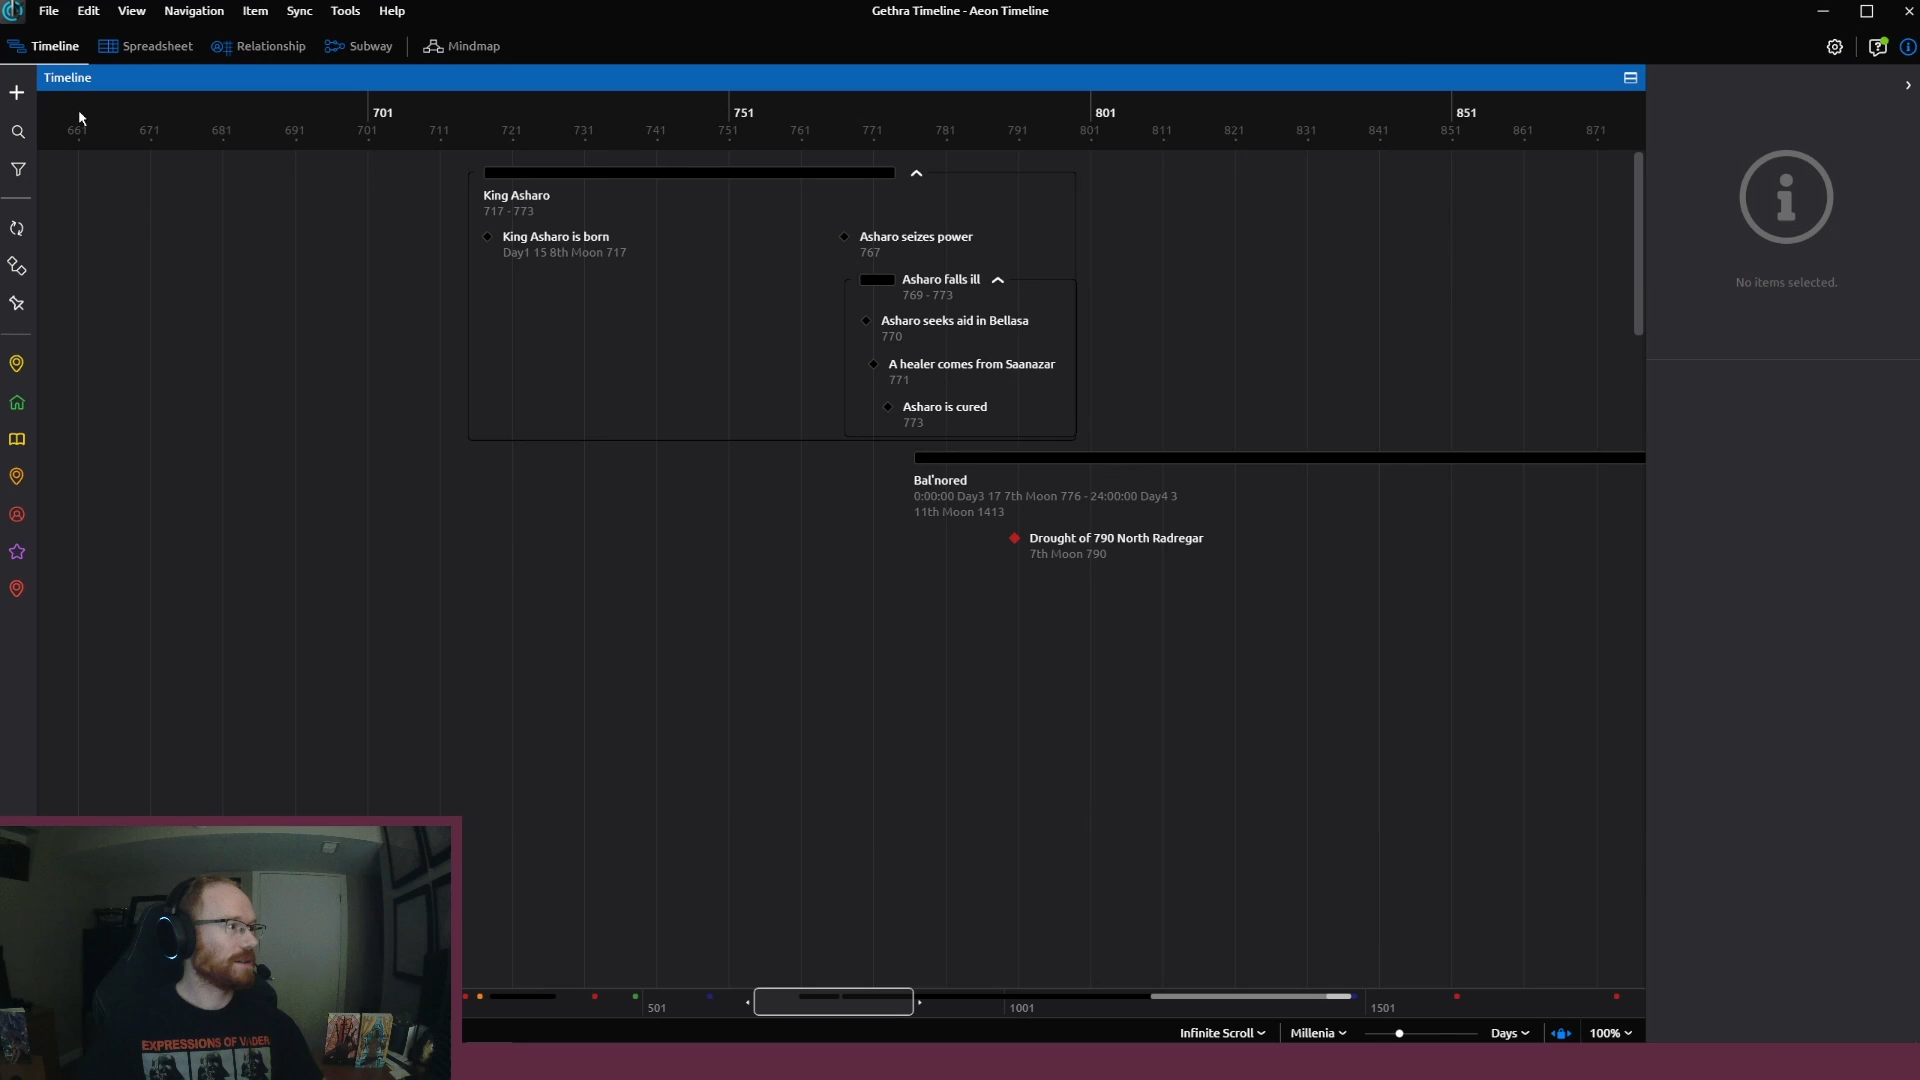 File Edit View Navigation Item Sync Tools Help
Gethra Timeline - Aeon Timeline
Timeline Spreadsheet Relationship Subway Mindmap
Timeline
701 751 801 851
661 671 681 691 701 711 721 731 741 751 761 771 781 791 801 811 821 831 841 851 861 871
King Asharo
717 - 773
King Asharo is born
Day1 15 8th Moon 717
Asharo seizes power
767
Asharo falls ill
769 - 773
Asharo seeks aid in Bellasa
770
A healer comes from Saanazar
771
Asharo is cured
773
Bal'nored
0:00:00 Day3 17 7th Moon 776 - 24:00:00 Day4 3
11th Moon 1413
Drought of 790 North Radregar
7th Moon 790
No items selected.
501 1001 1501
Infinite Scroll Millenia Days 100%
EXPRESSIONS OF VADER